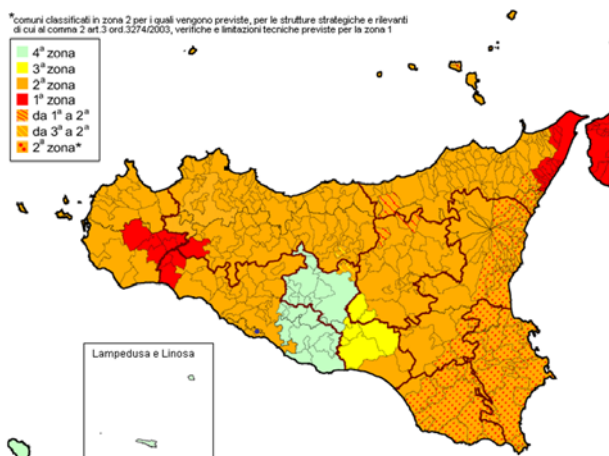 *comuni classificati in zona 2 per i quali vengono previste, per le strutture strategiche e rilevanti
di cui al comma 2 art.3 ord.3274/2003, verifiche e limitazioni tecniche previste per la zona 1
4ª zona
3ª zona
2ª zona
1ª zona
da 1ª a 2ª
da 3ª a 2ª
2ª zona*
Lampedusa e Linosa